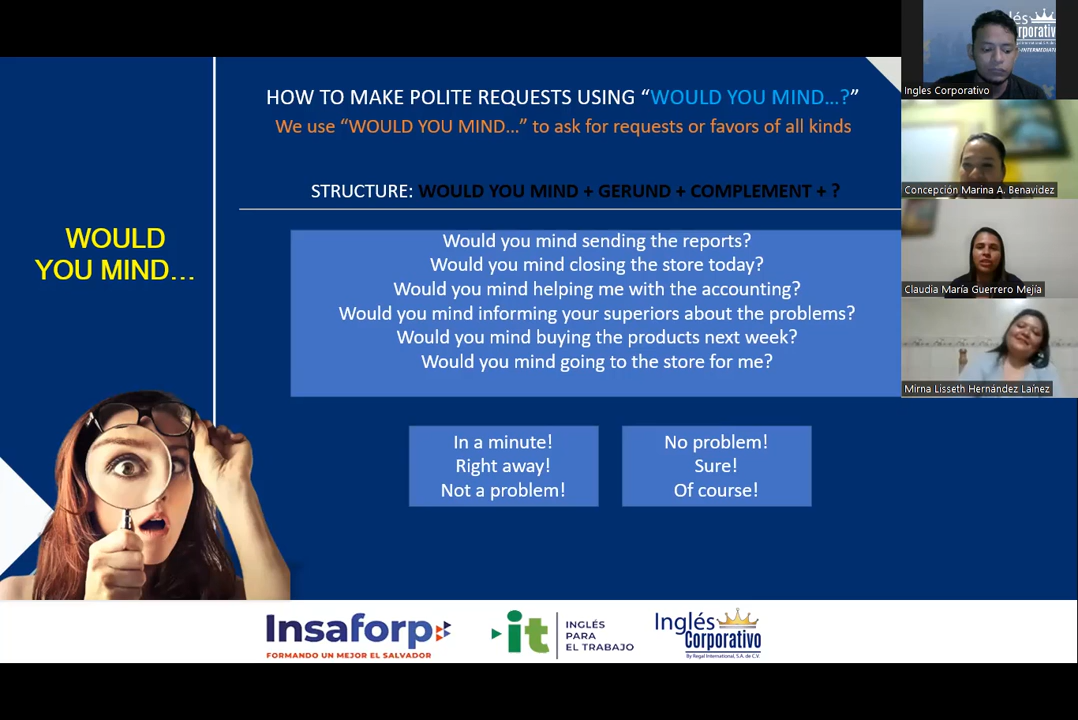 HOW TO MAKE POLITE REQUESTS USING “WOULD YOU MIND...?”
We use “WOULD YOU MIND...” to ask for requests or favors of all kinds
STRUCTURE: WOULD YOU MIND + GERUND + COMPLEMENT + ?
WOULD
YOU MIND...
Would you mind sending the reports?
Would you mind closing the store today?
Would you mind helping me with the accounting?
Would you mind informing your superiors about the problems?
Would you mind buying the products next week?
Would you mind going to the store for me?
In a minute!
Right away!
Not a problem!
No problem!
Sure!
Of course!
Insaforp
FORMANDO UN MEJOR EL SALVADOR
it
INGLÉS
PARA
EL TRABAJO
Inglés
Corporativo
By Regal International, S.A. de C.V.
Ingles Corporativo
Concepción Marina A. Benavidez
Claudia María Guerrero Mejía
Mirna Lisseth Hernández Laínez